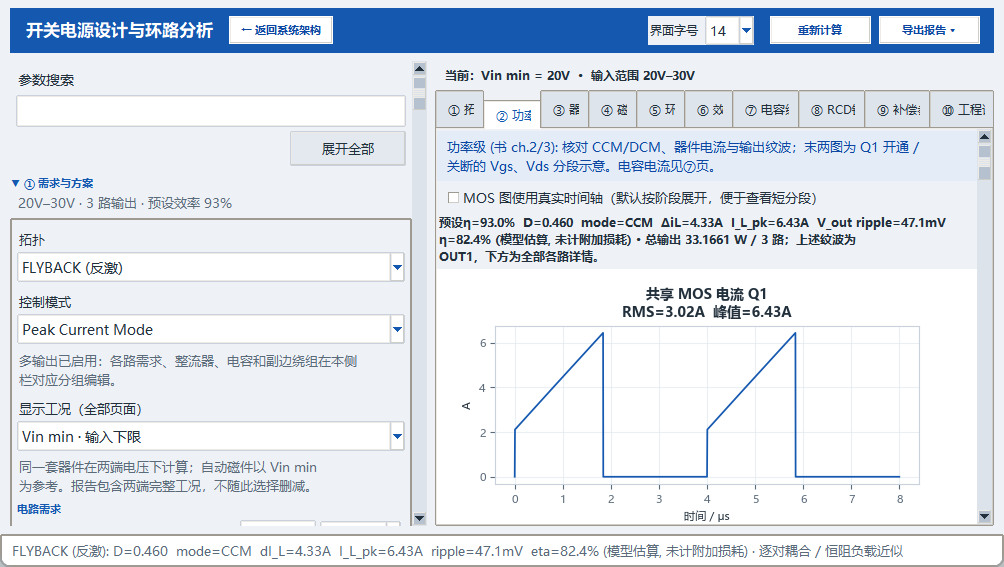 开关电源设计与环路分析
← 返回系统架构
界面字号 14
重新计算
导出报告
参数搜索
展开全部
① 需求与方案
20V–30V · 3 路输出 · 预设效率 93%
拓扑
FLYBACK (反激)
控制模式
Peak Current Mode
多输出已启用：各路需求、整流器、电容和副边绕组在本侧
栏对应分组编辑。
显示工况（全部页面）
Vin min · 输入下限
同一套器件在两端电压下计算；自动磁件以 Vin min
为参考。报告包含两端完整工况，不随此选择删减。
电路需求
当前：Vin min = 20V • 输入范围 20V–30V
① 拓
② 功率
③ 器
④ 磁
⑤ 环
⑥ 效
⑦ 电容
⑧ RCD
⑨ 补偿
⑩ 工程
功率级 (书 ch.2/3): 核对 CCM/DCM、器件电流与输出纹波；末两图为 Q1 开通 /
关断的 Vgs、Vds 分段示意。电容电流见⑦页。
MOS 图使用真实时间轴（默认按阶段展开，便于查看短分段）
预设η=93.0% D=0.460 mode=CCM ΔiL=4.33A I_L_pk=6.43A V_out ripple=47.1mV
η=82.4% (模型估算, 未计附加损耗) • 总输出 33.1661 W / 3 路；上述纹波为
OUT1，下方为全部各路详情。
共享 MOS 电流 Q1
RMS=3.02A 峰值=6.43A
6
4
A
2
0
0 1 2 3 4 5 6 7 8
时间 / μs
FLYBACK (反激): D=0.460 mode=CCM dI_L=4.33A I_L_pk=6.43A ripple=47.1mV eta=82.4% (模型估算, 未计附加损耗) · 逐对耦合 / 恒阻负载近似